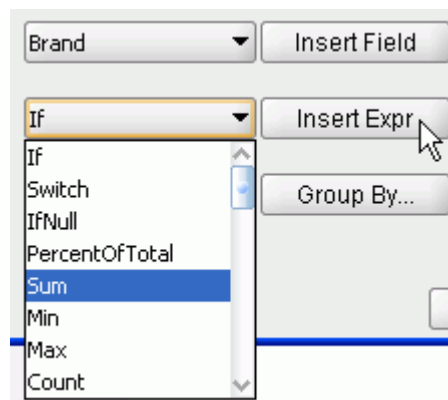 Brand Insert Field
If Insert Expr
If
Switch
Group By...
IfNull
PercentOfTotal
Sum
Min
Max
Count